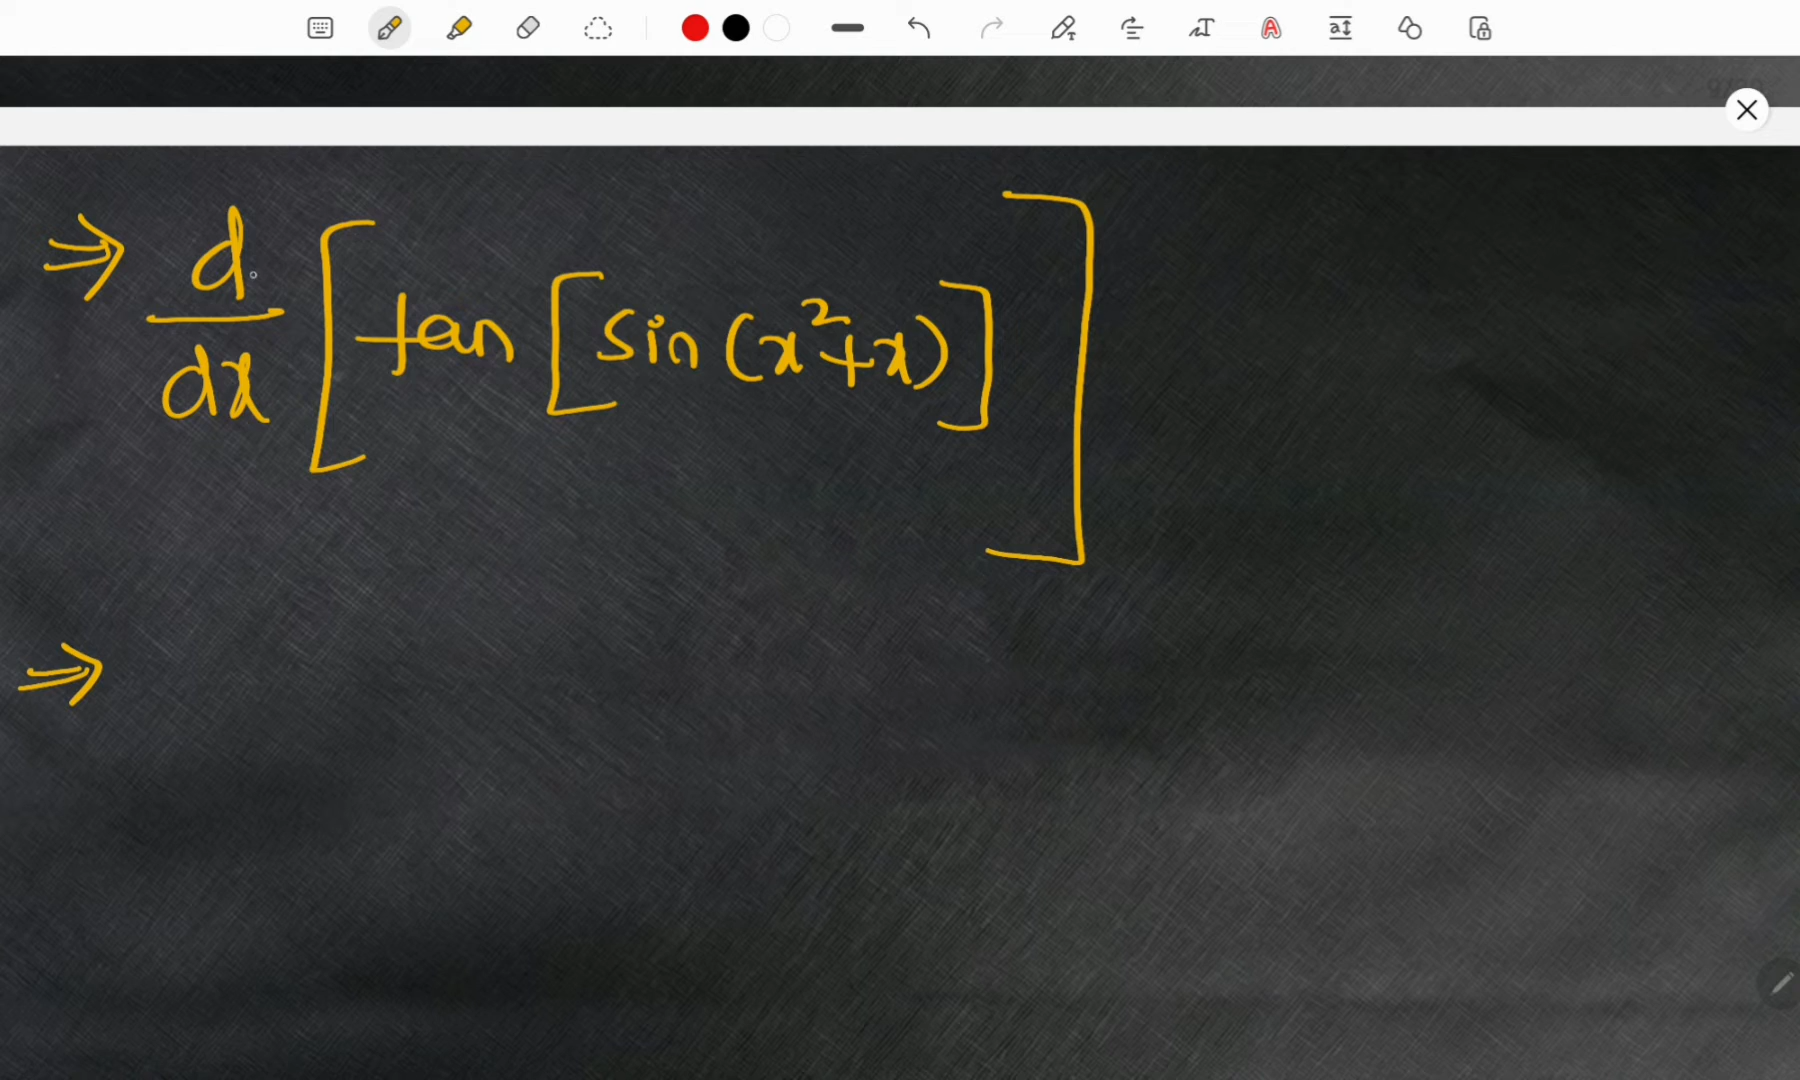 ⇒ d/dx [tan [sin (x²+x)]]
⇒